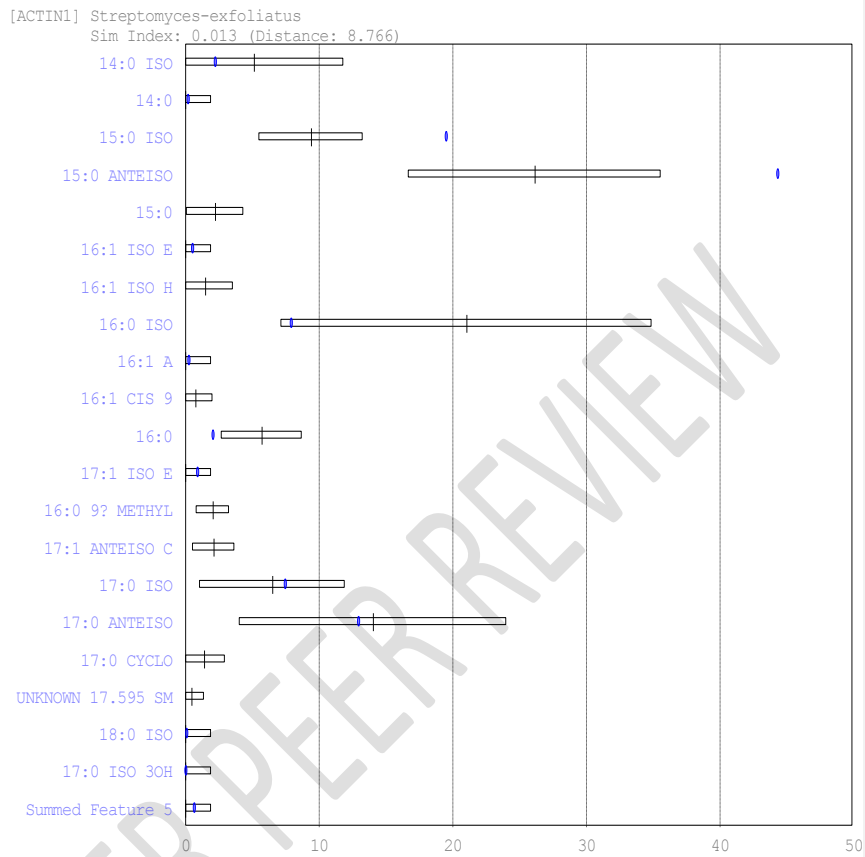 [ACTIN1] Streptomyces-exfoliatus
Sim Index: 0.013 (Distance: 8.766)
14:0 ISO
14:0
15:0 ISO
15:0 ANTEISO
15:0
16:1 ISO E
16:1 ISO H
16:0 ISO
16:1 A
16:1 CIS 9
16:0
17:1 ISO E
16:0 9? METHYL
17:1 ANTEISO C
17:0 ISO
17:0 ANTEISO
17:0 CYCLO
UNKNOWN 17.595 SM
18:0 ISO
17:0 ISO 3OH
Summed Feature 5
0 10 20 30 40 50
ER PEER REVIEW